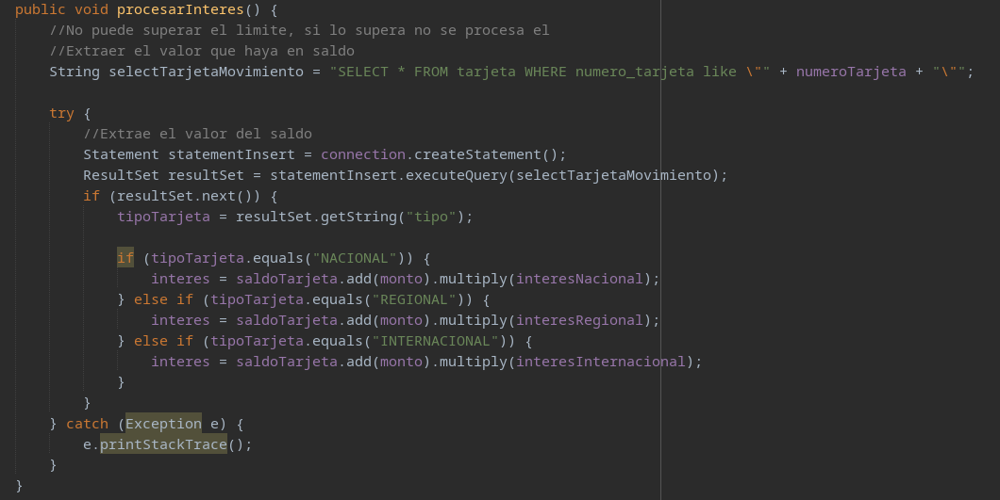 public void procesarInteres() {
    //No puede superar el limite, si lo supera no se procesa el
    //Extraer el valor que haya en saldo
    String selectTarjetaMovimiento = "SELECT * FROM tarjeta WHERE numero_tarjeta like \"" + numeroTarjeta + "\"";

    try {
        //Extrae el valor del saldo
        Statement statementInsert = connection.createStatement();
        ResultSet resultSet = statementInsert.executeQuery(selectTarjetaMovimiento);
        if (resultSet.next()) {
            tipoTarjeta = resultSet.getString("tipo");

            if (tipoTarjeta.equals("NACIONAL")) {
                interes = saldoTarjeta.add(monto).multiply(interesNacional);
            } else if (tipoTarjeta.equals("REGIONAL")) {
                interes = saldoTarjeta.add(monto).multiply(interesRegional);
            } else if (tipoTarjeta.equals("INTERNACIONAL")) {
                interes = saldoTarjeta.add(monto).multiply(interesInternacional);
            }
        }
    } catch (Exception e) {
        e.printStackTrace();
    }
}